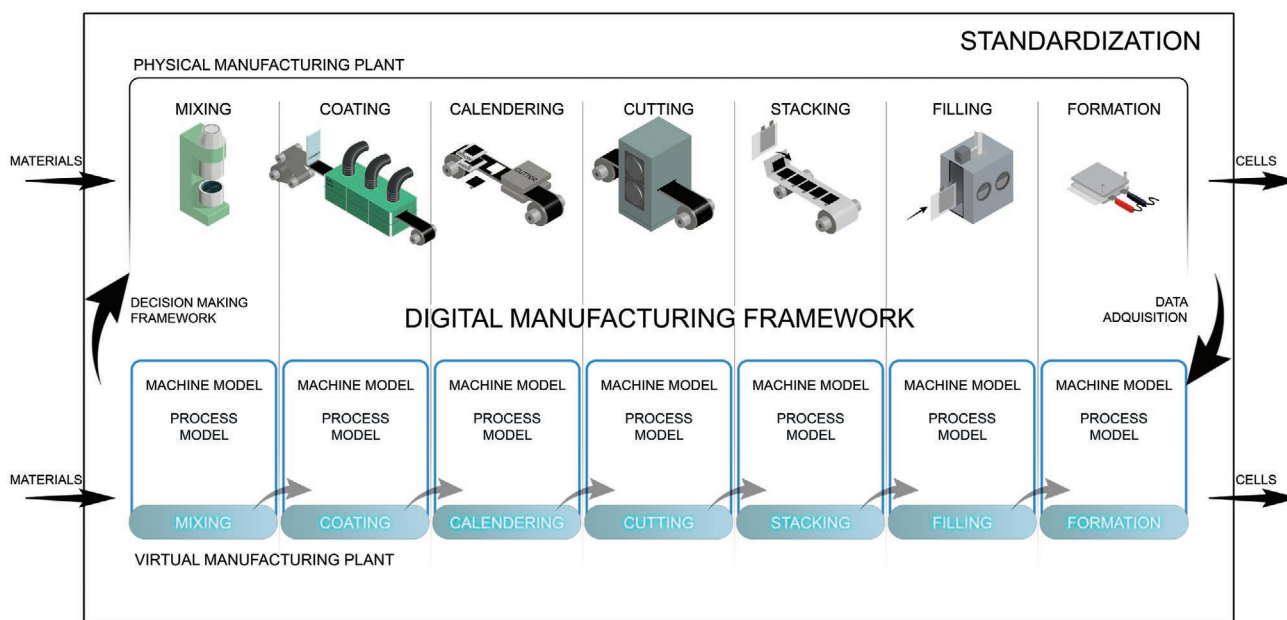 STANDARDIZATION
PHYSICAL MANUFACTURING PLANT
MIXING
COATING
CALENDERING
CUTTING
STACKING
FILLING
FORMATION
MATERIALS
CUTTER
CELLS
DECISION MAKING
FRAMEWORK
DIGITAL MANUFACTURING FRAMEWORK
DATA
ADQUISITION
MACHINE MODEL
PROCESS
MODEL
MACHINE MODEL
PROCESS
MODEL
MACHINE MODEL
PROCESS
MODEL
MACHINE MODEL
PROCESS
MODEL
MACHINE MODEL
PROCESS
MODEL
MACHINE MODEL
PROCESS
MODEL
MACHINE MODEL
PROCESS
MODEL
MATERIALS
CELLS
MIXING
COATING
CALENDERING
CUTTING
STACKING
FILLING
FORMATION
VIRTUAL MANUFACTURING PLANT